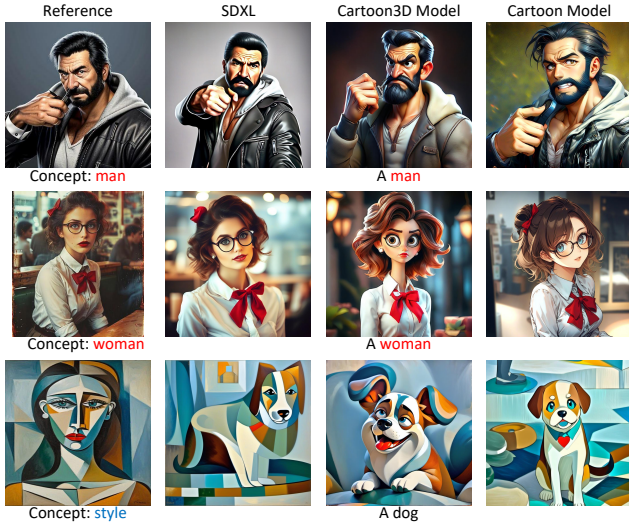 Reference SDXL Cartoon3D Model Cartoon Model
Concept: man A man
Concept: woman A woman
Concept: style A dog